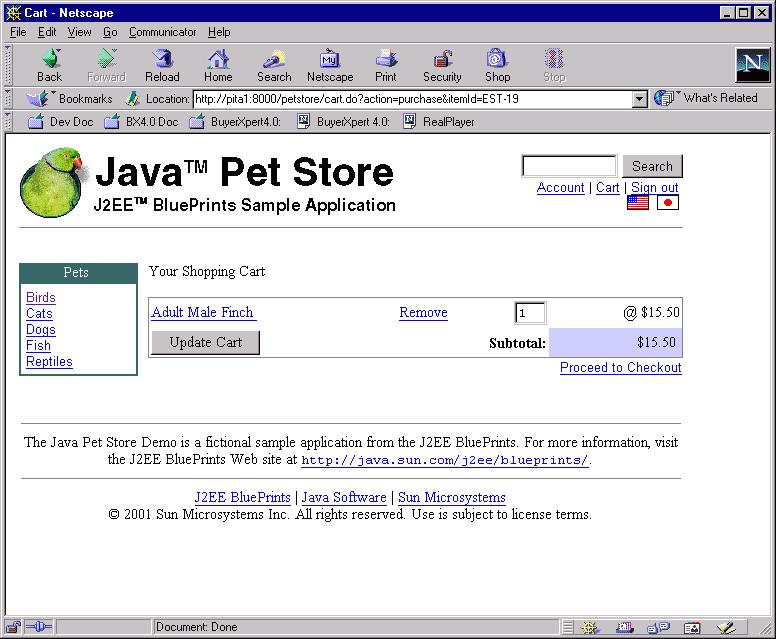 Cart - Netscape
File Edit View Go Communicator Help
Back Forward Reload Home Search Netscape Print Security Shop Stop
My
N
Bookmarks Location: http://pita1:8000/petstore/cart.do?action=purchase&itemId=EST-19 What's Related
Dev Doc BX4.0 Doc BuyerXpert4.0: BuyerXpert 4.0: RealPlayer
Java™ Pet Store
J2EE™ BluePrints Sample Application
Search
Account | Cart | Sign out
Pets
Birds
Cats
Dogs
Fish
Reptiles
Your Shopping Cart
Adult Male Finch Remove 1 @ $15.50
Update Cart Subtotal: $15.50
Proceed to Checkout
The Java Pet Store Demo is a fictional sample application from the J2EE BluePrints. For more information, visit
the J2EE BluePrints Web site at http://java.sun.com/j2ee/blueprints/.
J2EE BluePrints | Java Software | Sun Microsystems
© 2001 Sun Microsystems Inc. All rights reserved. Use is subject to license terms.
Document: Done